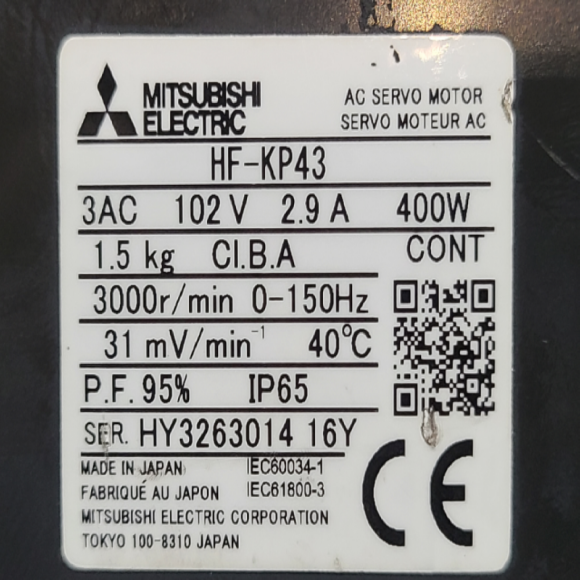 MITSUBISHI
ELECTRIC
AC SERVO MOTOR
SERVO MOTEUR AC
HF-KP43
3AC 102 V 2.9 A 400W
1.5 kg CI.B.A CONT
3000r/min 0-150Hz
31 mV/min⁻¹ 40℃
P.F. 95% IP65
SER. HY3263014 16Y
MADE IN JAPAN IEC60034-1
FABRIQUÉ AU JAPON IEC61800-3
MITSUBISHI ELECTRIC CORPORATION
TOKYO 100-8310 JAPAN
CE